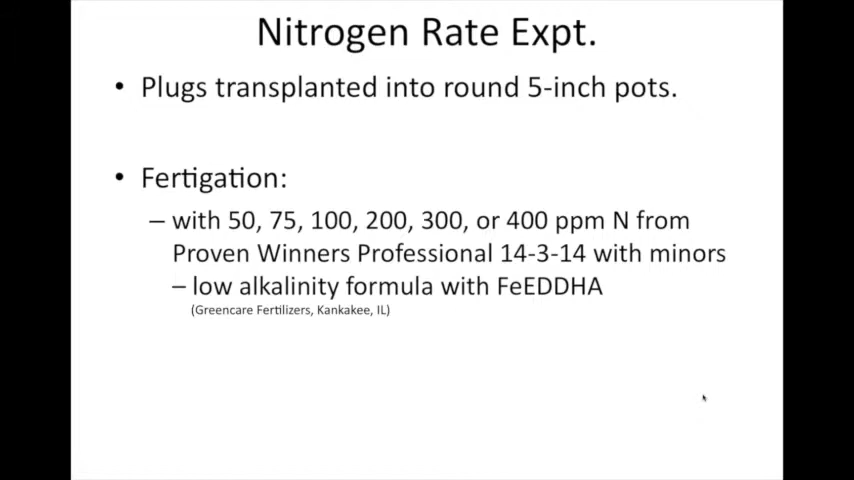 Nitrogen Rate Expt.
• Plugs transplanted into round 5-inch pots.
• Fertigation:
– with 50, 75, 100, 200, 300, or 400 ppm N from
Proven Winners Professional 14-3-14 with minors
– low alkalinity formula with FeEDDHA
(Greencare Fertilizers, Kankakee, IL)